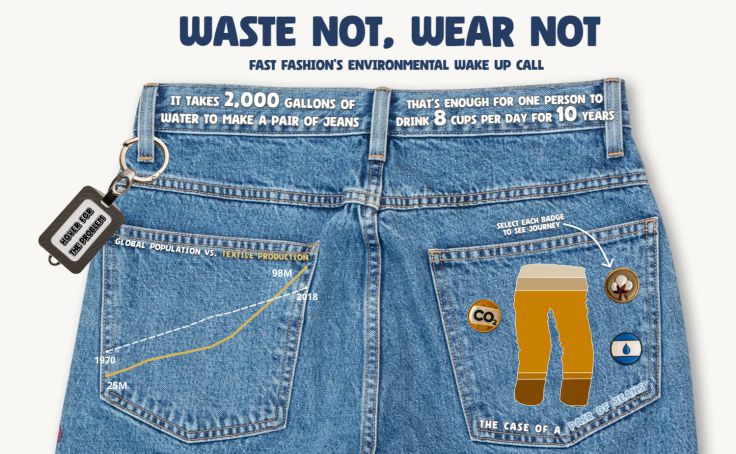 WASTE NOT, WEAR NOT
FAST FASHION'S ENVIRONMENTAL WAKE UP CALL
IT TAKES 2,000 GALLONS OF
WATER TO MAKE A PAIR OF JEANS
THAT'S ENOUGH FOR ONE PERSON TO
DRINK 8 CUPS PER DAY FOR 10 YEARS
HOVER FOR
THE PROBLEM
GLOBAL POPULATION VS. TEXTILE PRODUCTION
98M
2018
1970
25M
SELECT EACH BADGE
TO SEE JOURNEY
CO2
THE CASE OF A PAIR OF JEANS